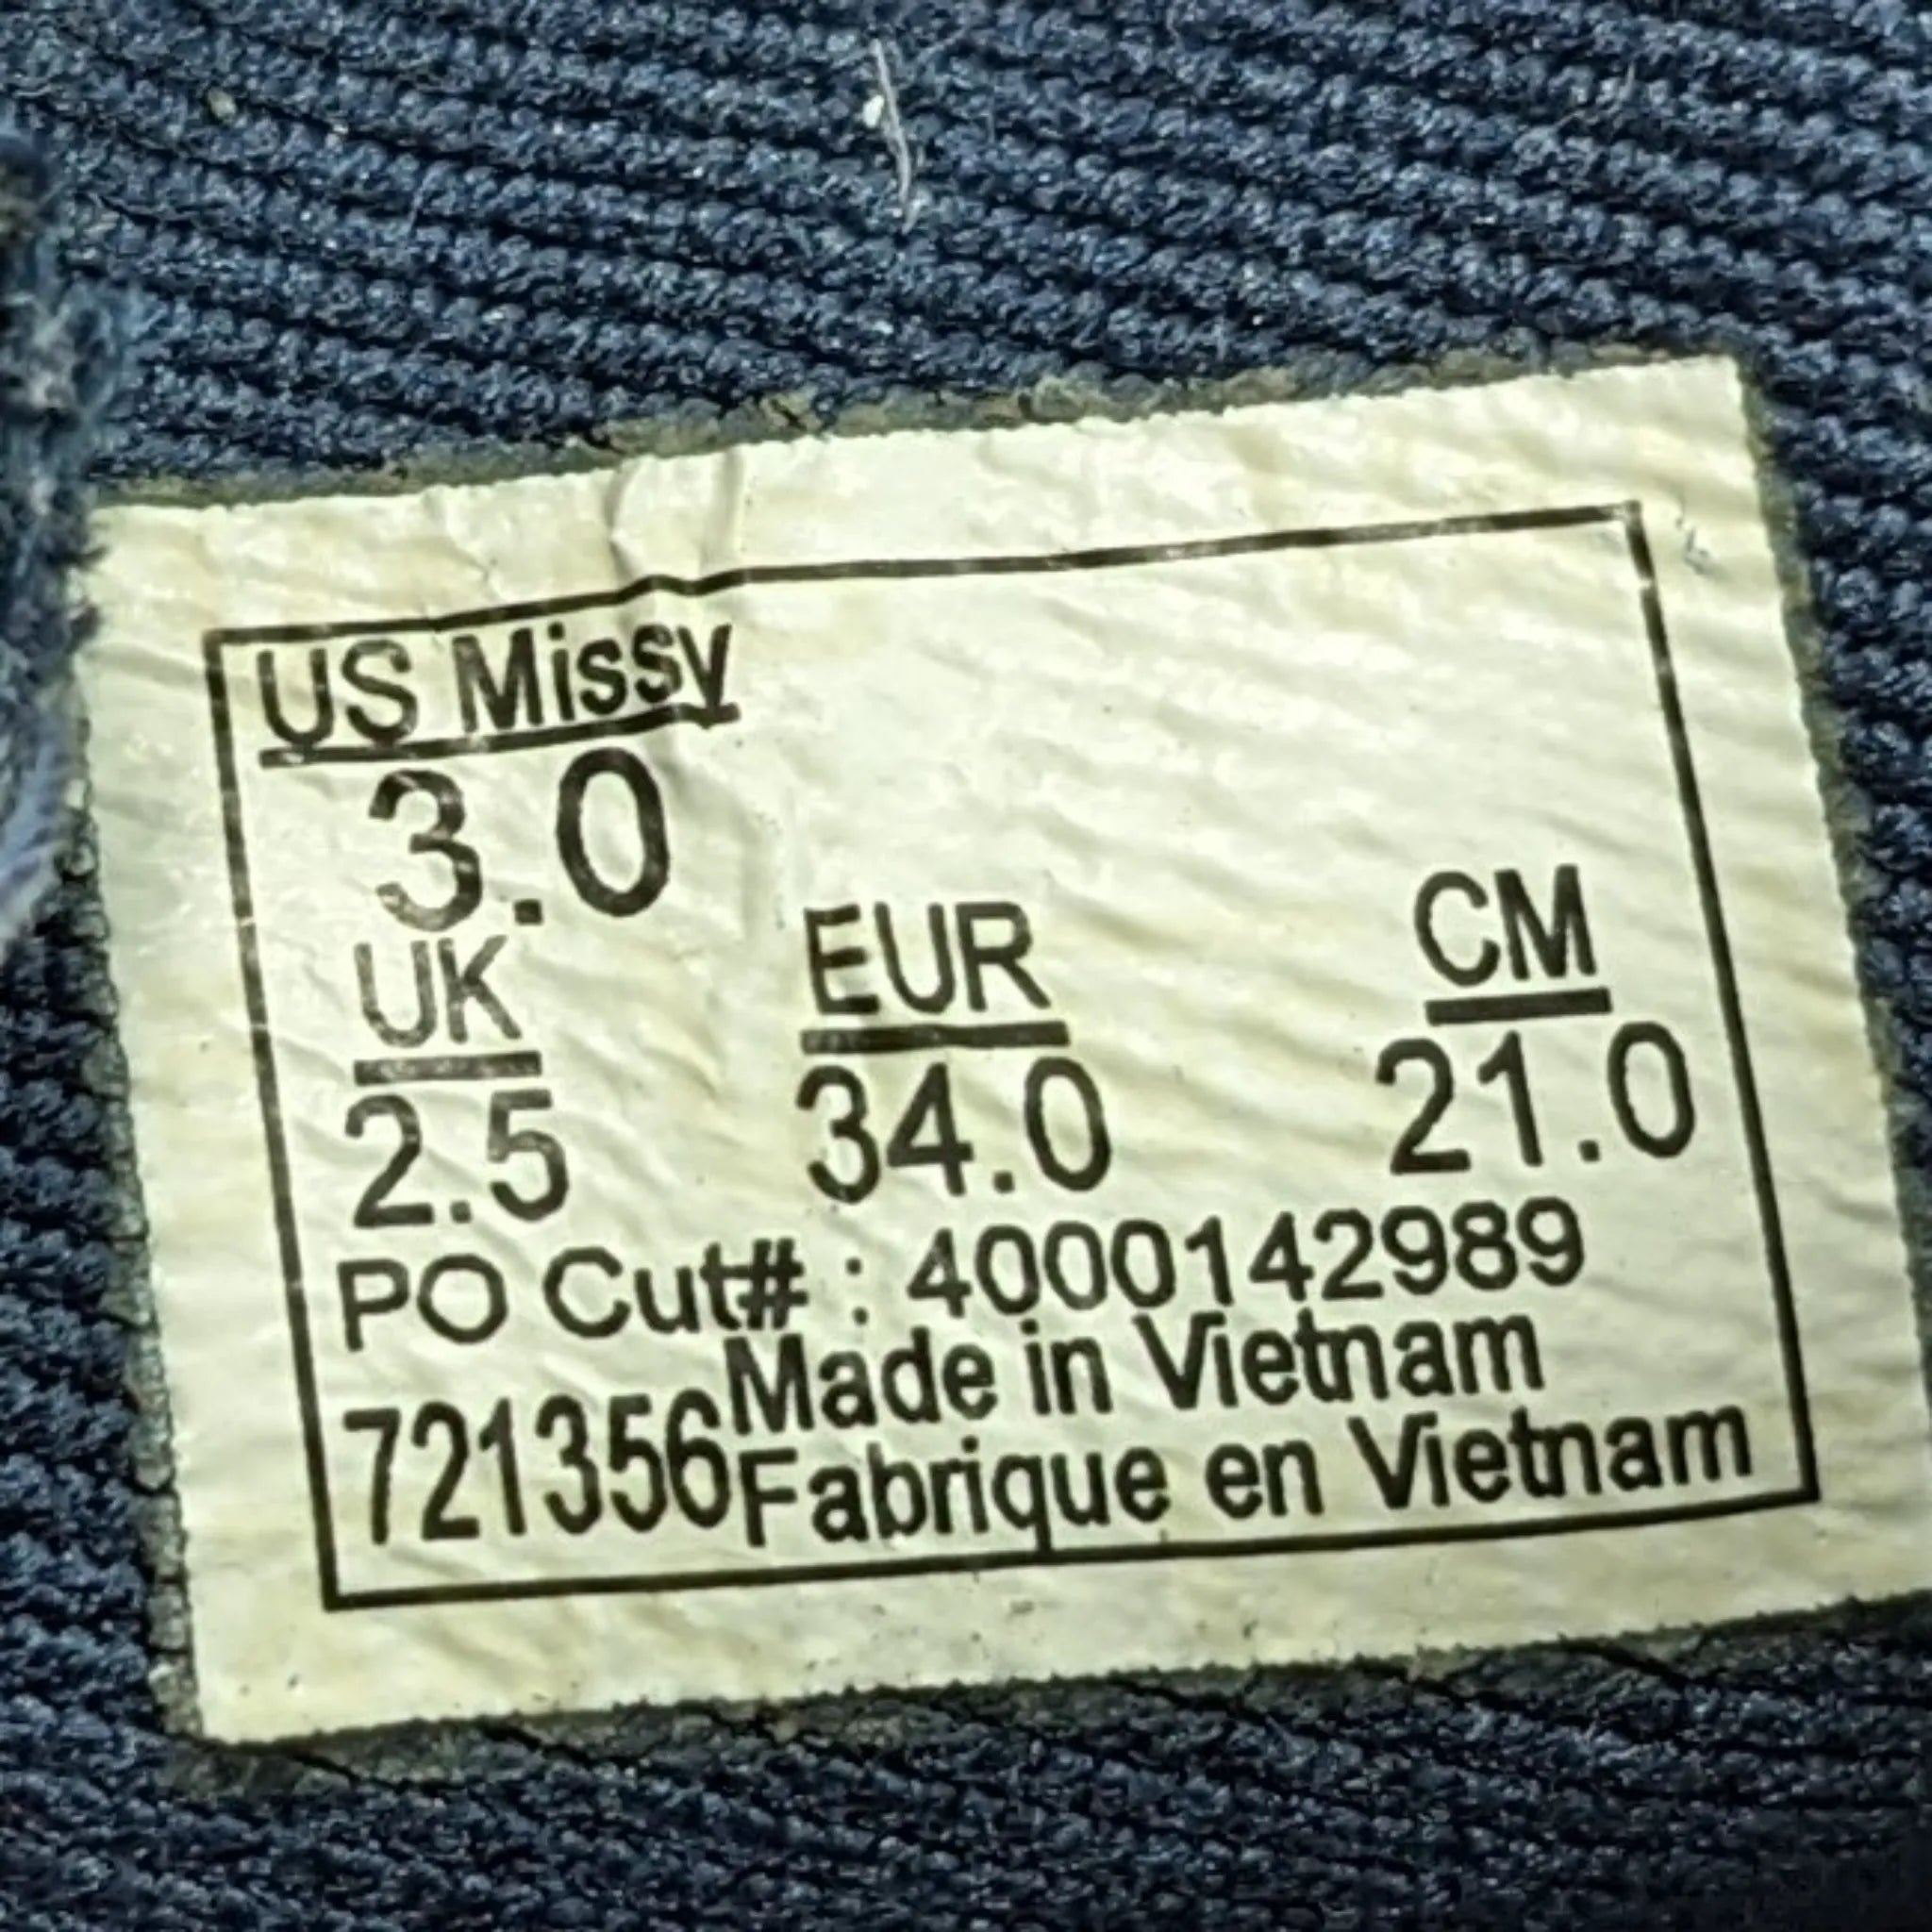 US Missy
3.0
UK EUR CM
2.5 34.0 21.0
PO Cut# : 4000142989
Made in Vietnam
721356
Fabrique en Vietnam